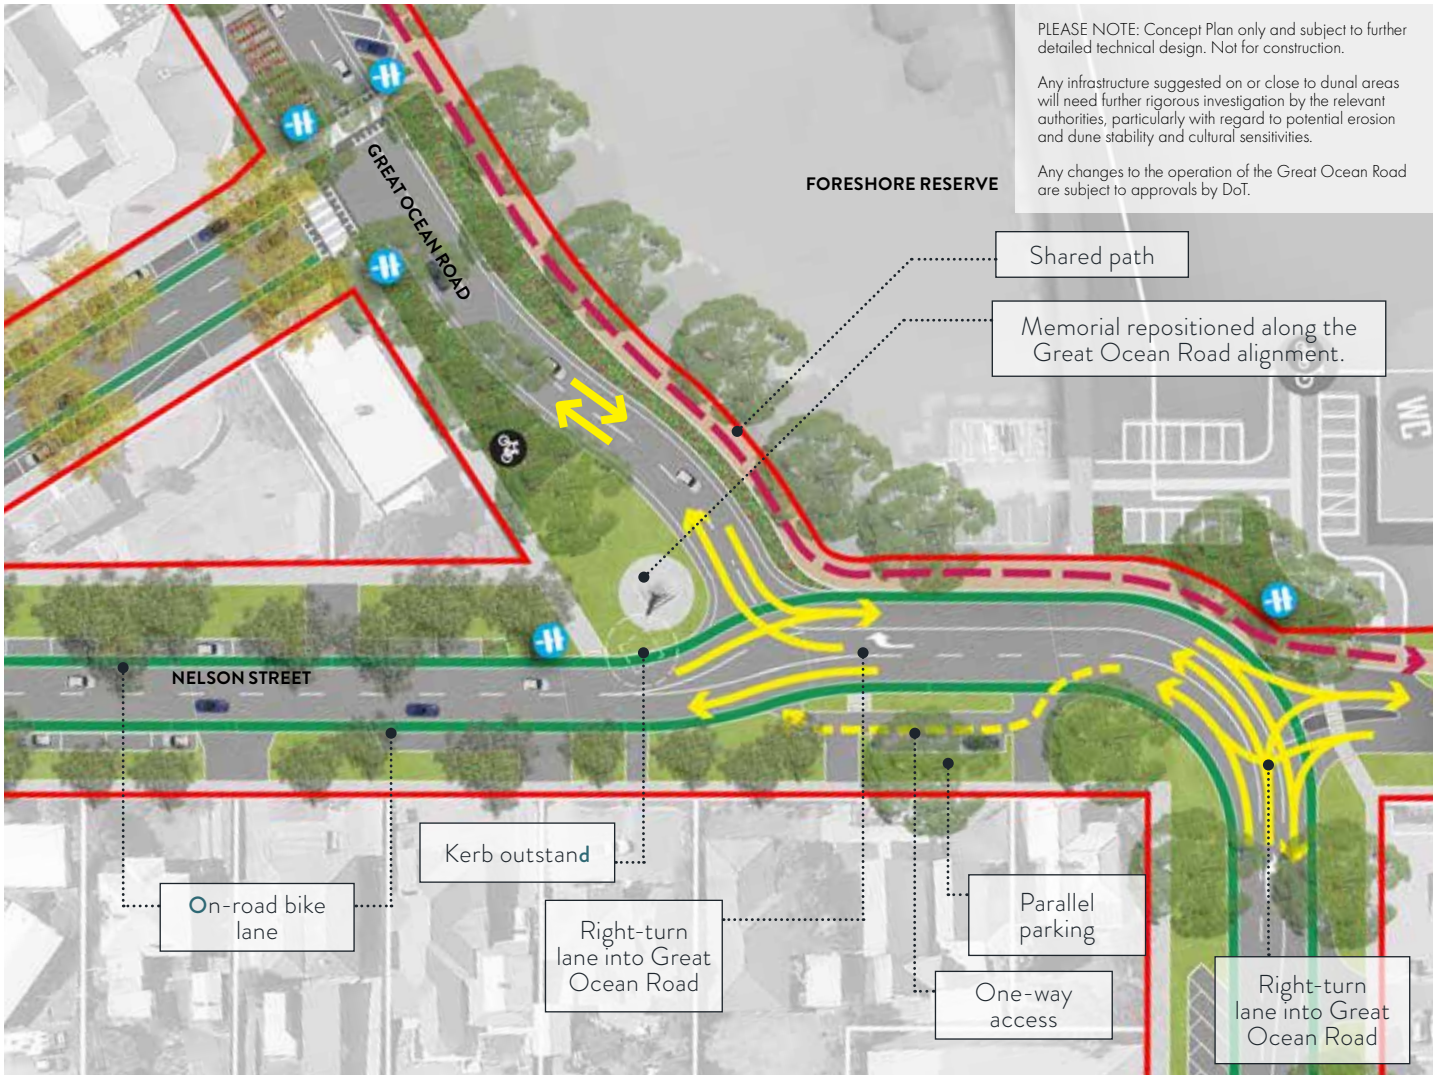 PLEASE NOTE: Concept Plan only and subject to further
detailed technical design. Not for construction.
Any infrastructure suggested on or close to dunal areas
will need further rigorous investigation by the relevant
authorities, particularly with regard to potential erosion
and dune stability and cultural sensitivities.
Any changes to the operation of the Great Ocean Road
are subject to approvals by DoT.
GREAT OCEAN ROAD
FORESHORE RESERVE
Shared path
Memorial repositioned along the
Great Ocean Road alignment.
WC
NELSON STREET
Kerb outstand
On-road bike
lane
Right-turn
lane into Great
Ocean Road
Parallel
parking
One-way
access
Right-turn
lane into Great
Ocean Road